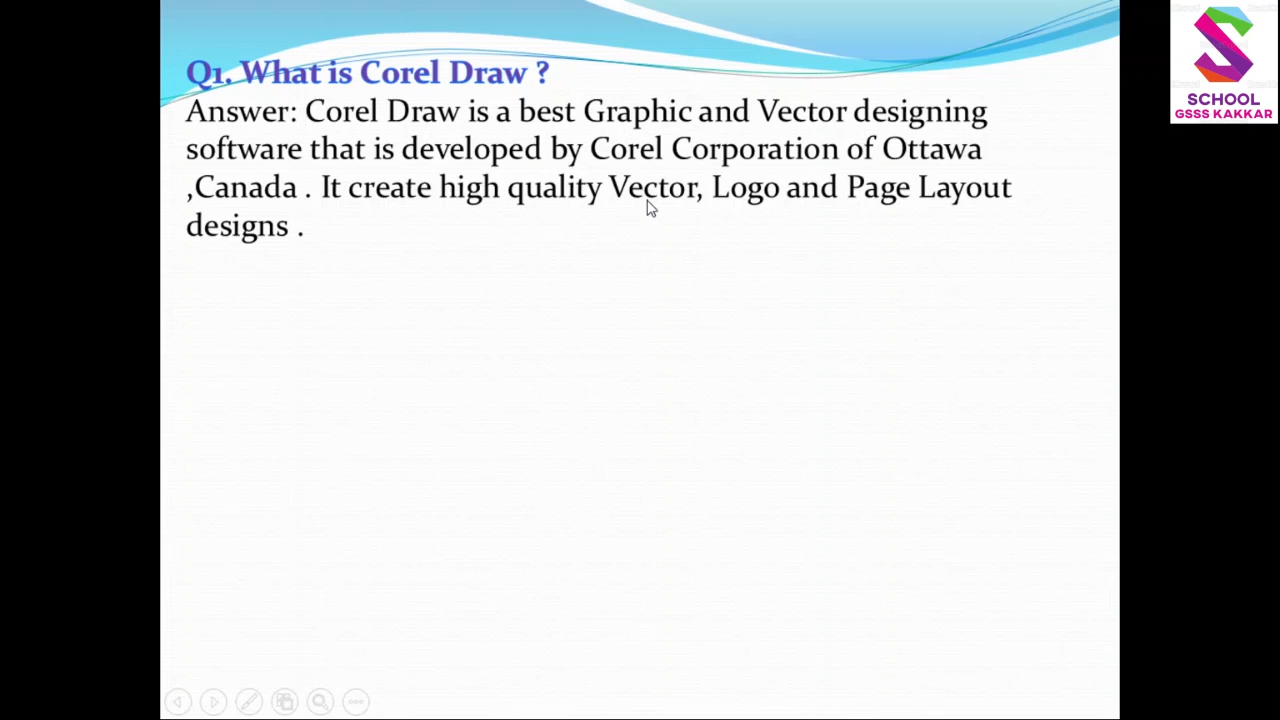 Q1. What is Corel Draw ?
Answer: Corel Draw is a best Graphic and Vector designing
software that is developed by Corel Corporation of Ottawa
,Canada . It create high quality Vector, Logo and Page Layout
designs .
SCHOOL
GSSS KAKKAR